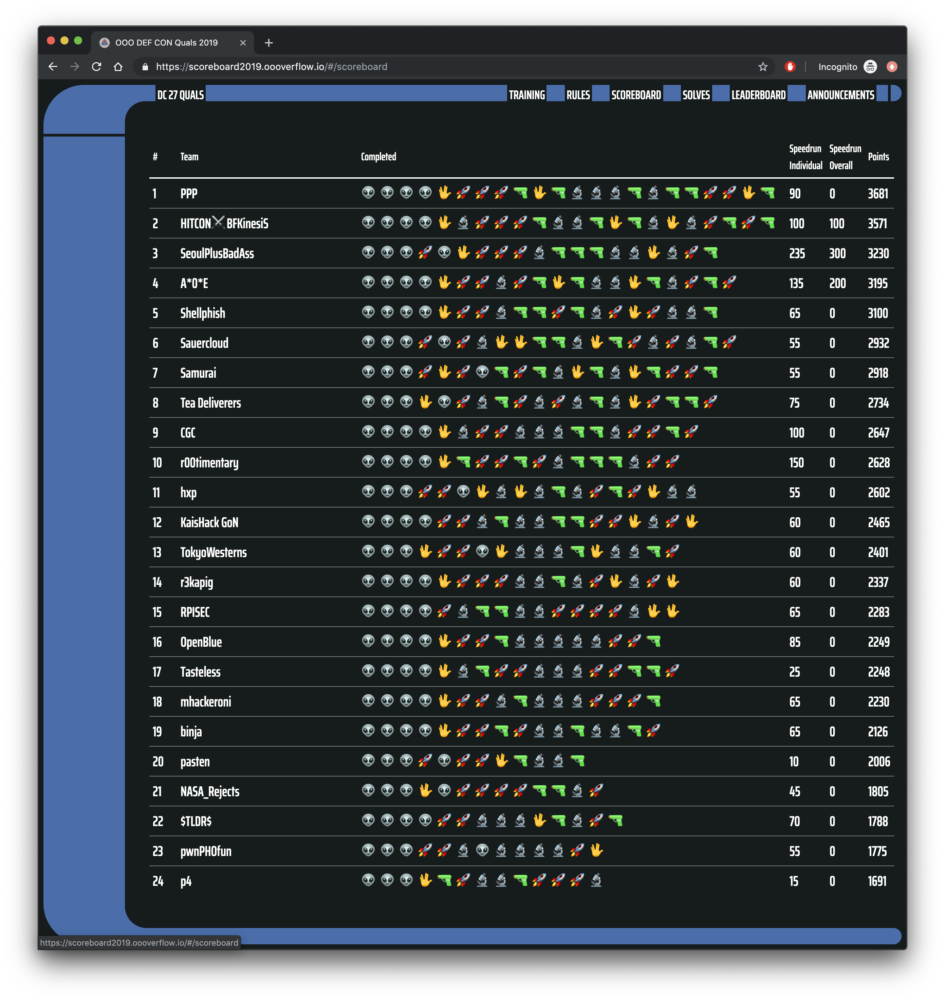 OOO DEF CON Quals 2019
https://scoreboard2019.oooverflow.io/#/scoreboard
Incognito
DC 27 QUALS TRAINING RULES SCOREBOARD SOLVES LEADERBOARD ANNOUNCEMENTS
# Team Completed Speedrun Individual Speedrun Overall Points
1 PPP 90 0 3681
2 HITCON⚔BFKinesiS 100 100 3571
3 SeoulPlusBadAss 235 300 3230
4 A*0*E 135 200 3195
5 Shellphish 65 0 3100
6 Sauercloud 55 0 2932
7 Samurai 55 0 2918
8 Tea Deliverers 75 0 2734
9 CGC 100 0 2647
10 r00timentary 150 0 2628
11 hxp 55 0 2602
12 KaisHack GoN 60 0 2465
13 TokyoWesterns 60 0 2401
14 r3kapig 60 0 2337
15 RPISEC 65 0 2283
16 OpenBlue 85 0 2249
17 Tasteless 25 0 2248
18 mhackeroni 65 0 2230
19 binja 65 0 2126
20 pasten 10 0 2006
21 NASA_Rejects 45 0 1805
22 $TLDR$ 70 0 1788
23 pwnPHOfun 55 0 1775
24 p4 15 0 1691
https://scoreboard2019.oooverflow.io/#/scoreboard